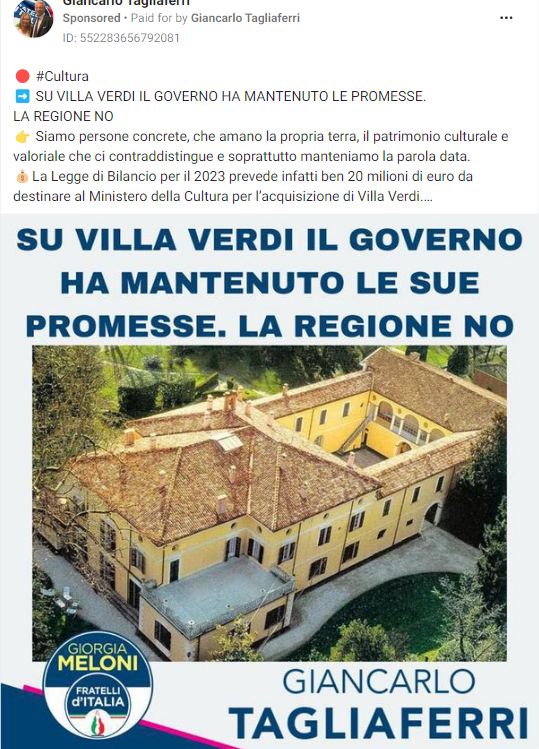 Giancarlo Tagliaferri
Sponsored • Paid for by Giancarlo Tagliaferri
ID: 552283656792081
#Cultura
SU VILLA VERDI IL GOVERNO HA MANTENUTO LE PROMESSE.
LA REGIONE NO
Siamo persone concrete, che amano la propria terra, il patrimonio culturale e
valoriale che ci contraddistingue e soprattutto manteniamo la parola data.
La Legge di Bilancio per il 2023 prevede infatti ben 20 milioni di euro da
destinare al Ministero della Cultura per l’acquisizione di Villa Verdi....
SU VILLA VERDI IL GOVERNO
HA MANTENUTO LE SUE
PROMESSE. LA REGIONE NO
GIORGIA
MELONI
FRATELLI
d'ITALIA
GIANCARLO
TAGLIAFERRI